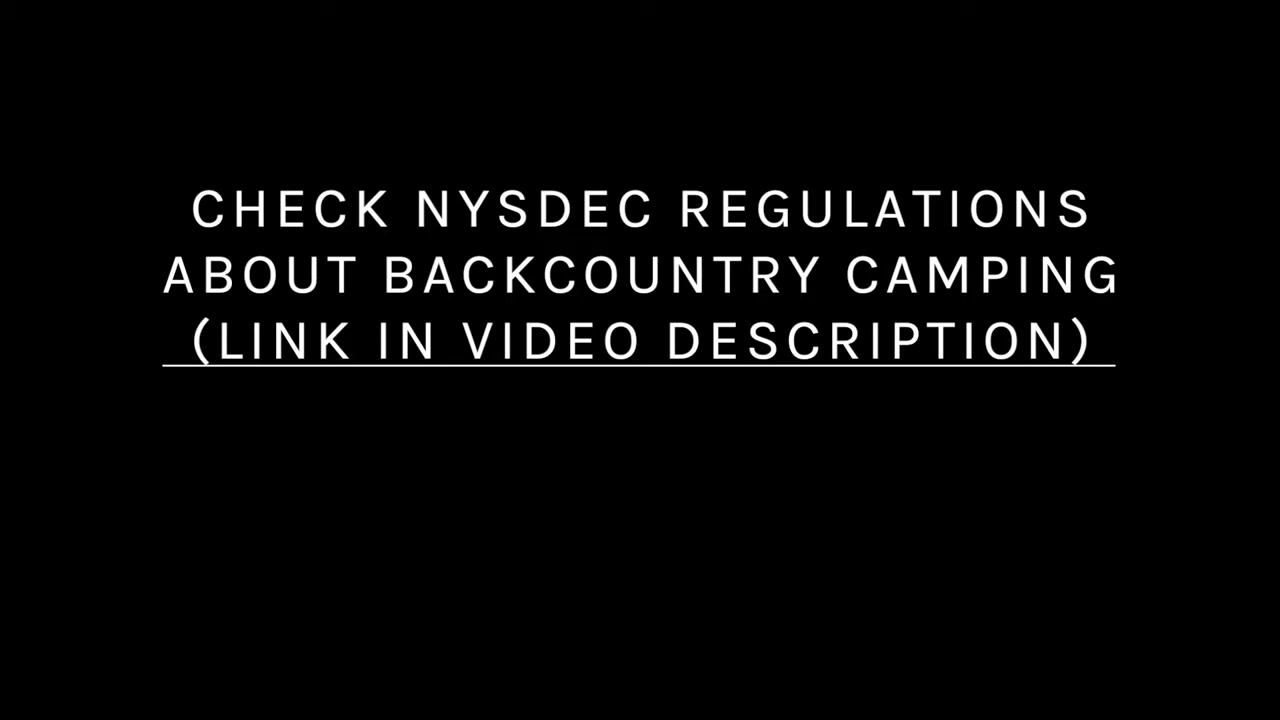 CHECK NYSDEC REGULATIONS
ABOUT BACKCOUNTRY CAMPING
(LINK IN VIDEO DESCRIPTION)